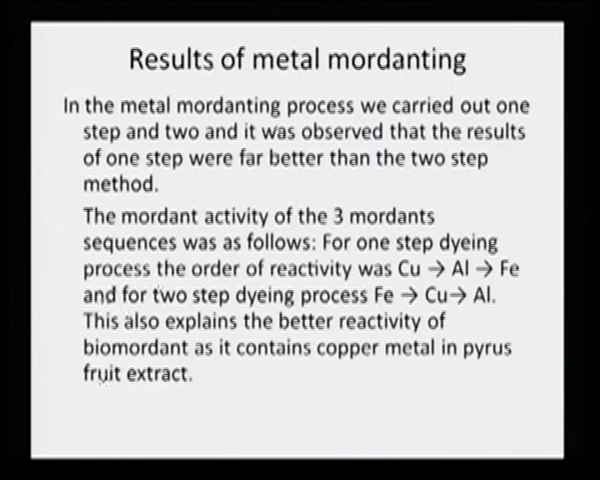 Results of metal mordanting
In the metal mordanting process we carried out one
step and two and it was observed that the results
of one step were far better than the two step
method.
The mordant activity of the 3 mordants
sequences was as follows: For one step dyeing
process the order of reactivity was Cu → Al → Fe
and for two step dyeing process Fe → Cu→ Al.
This also explains the better reactivity of
biomordant as it contains copper metal in pyrus
fruit extract.